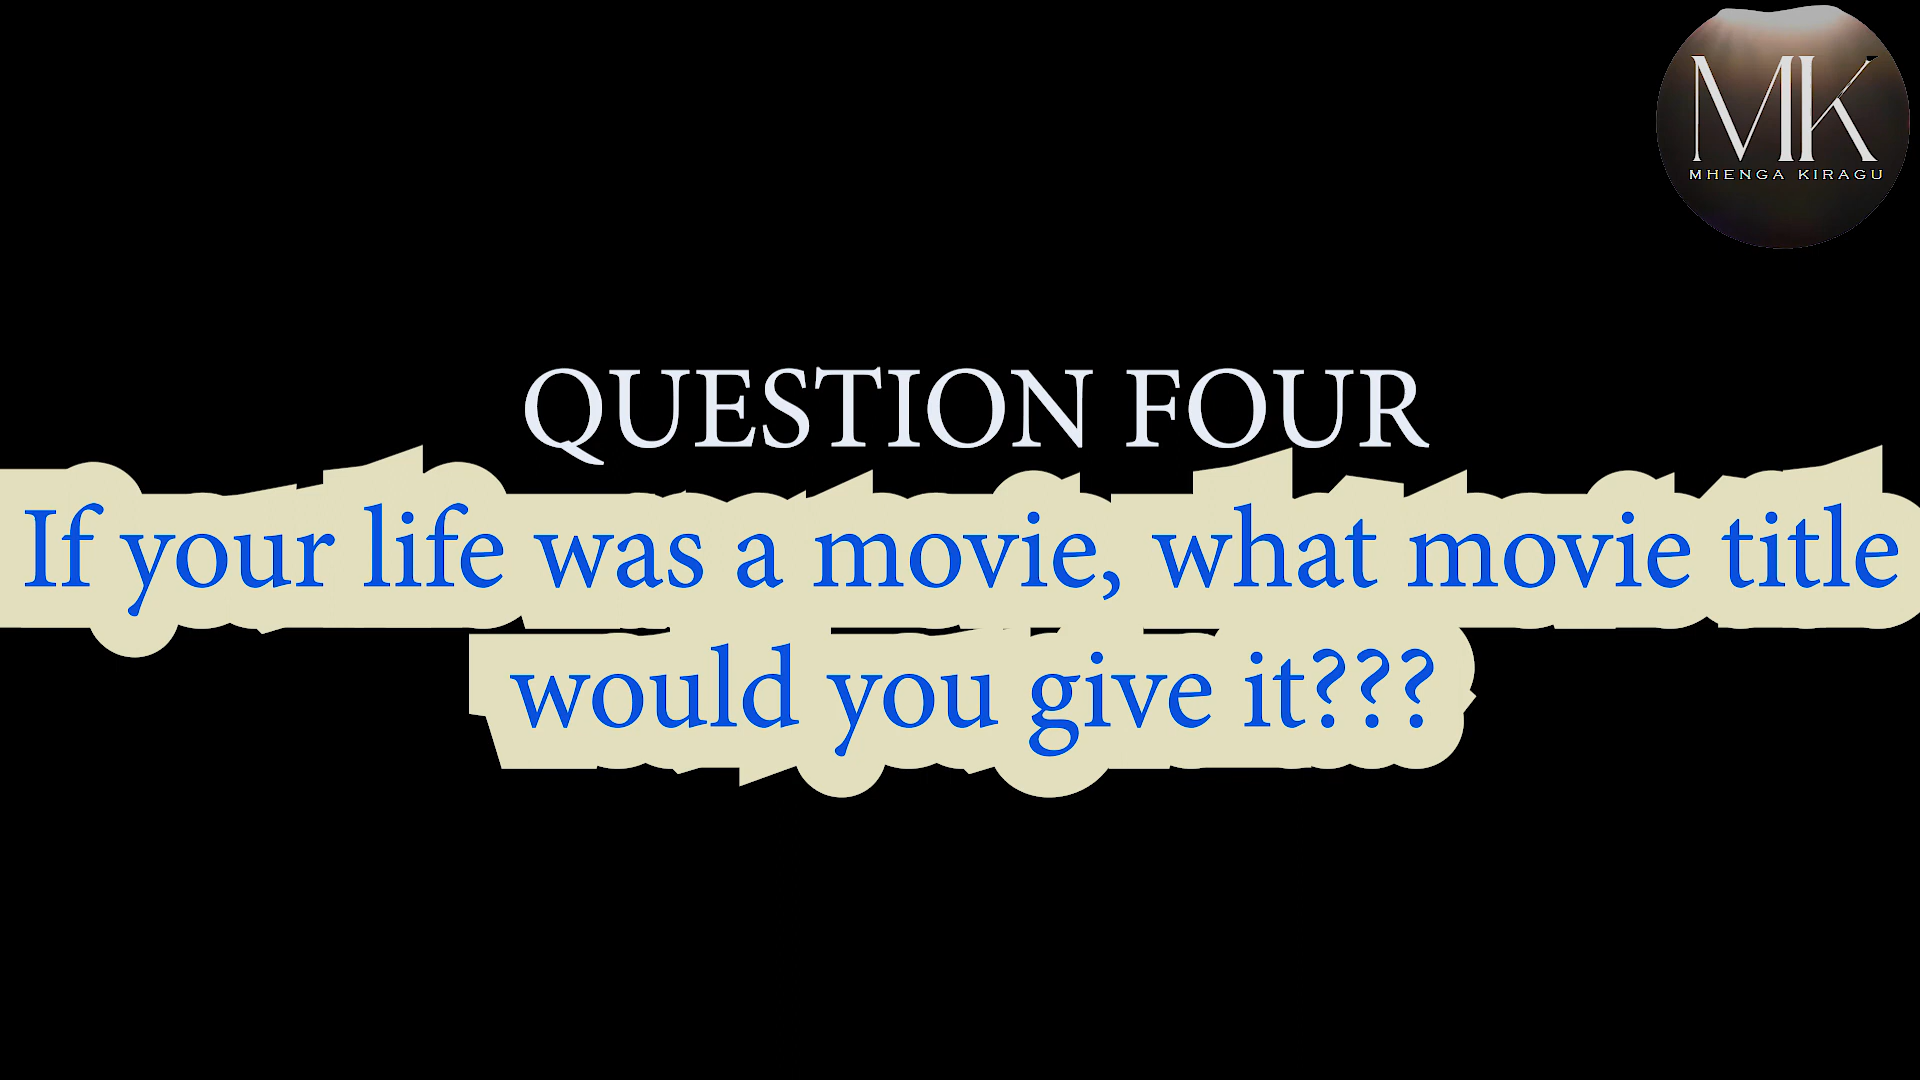 MK
MHENGA KIRAGU
QUESTION FOUR
If your life was a movie, what movie title
would you give it???